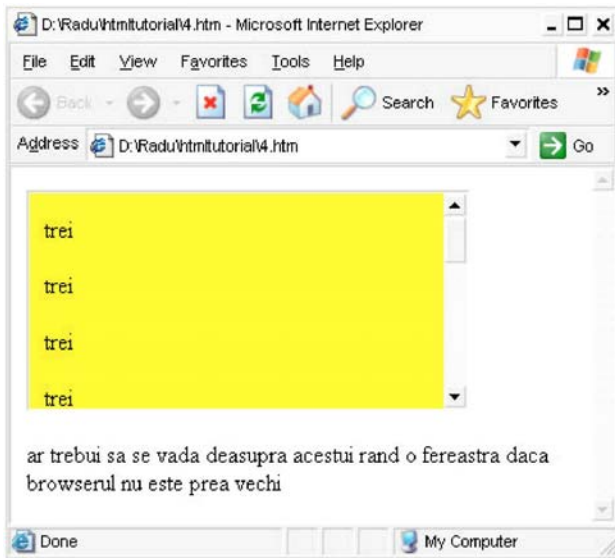 D:\Radu\htmltutorial\4.htm - Microsoft Internet Explorer
File Edit View Favorites Tools Help
Back Search Favorites »
Address D:\Radu\htmltutorial\4.htm Go
trei
trei
trei
trei
ar trebui sa se vada deasupra acestui rand o fereastra daca
browserul nu este prea vechi
Done My Computer